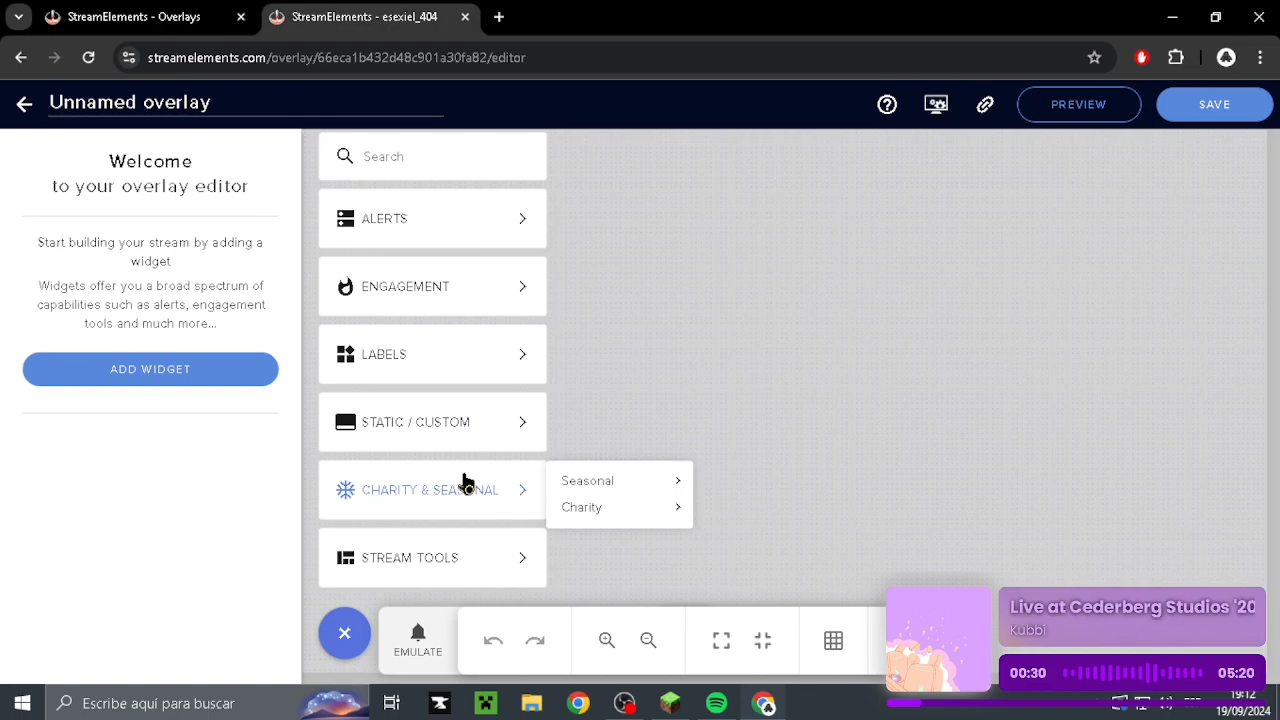 StreamElements - Overlays
StreamElements - esexiel_404
streamelements.com/overlay/66eca1b432d48c901a30fa82/editor
Unnamed overlay
PREVIEW
SAVE
Welcome
to your overlay editor
Start building your stream by adding a
widget
Widgets offer you a broad spectrum of
capabilities such as alerts, engagement
tools and much more...
ADD WIDGET
Search
ALERTS
ENGAGEMENT
LABELS
STATIC / CUSTOM
CHARITY & SEASONAL
Seasonal
Charity
STREAM TOOLS
EMULATE
Live at Cederberg Studios '20
Kubbi
00:30
05:20
Escribe aquí para buscar
19:12
19/09/2024